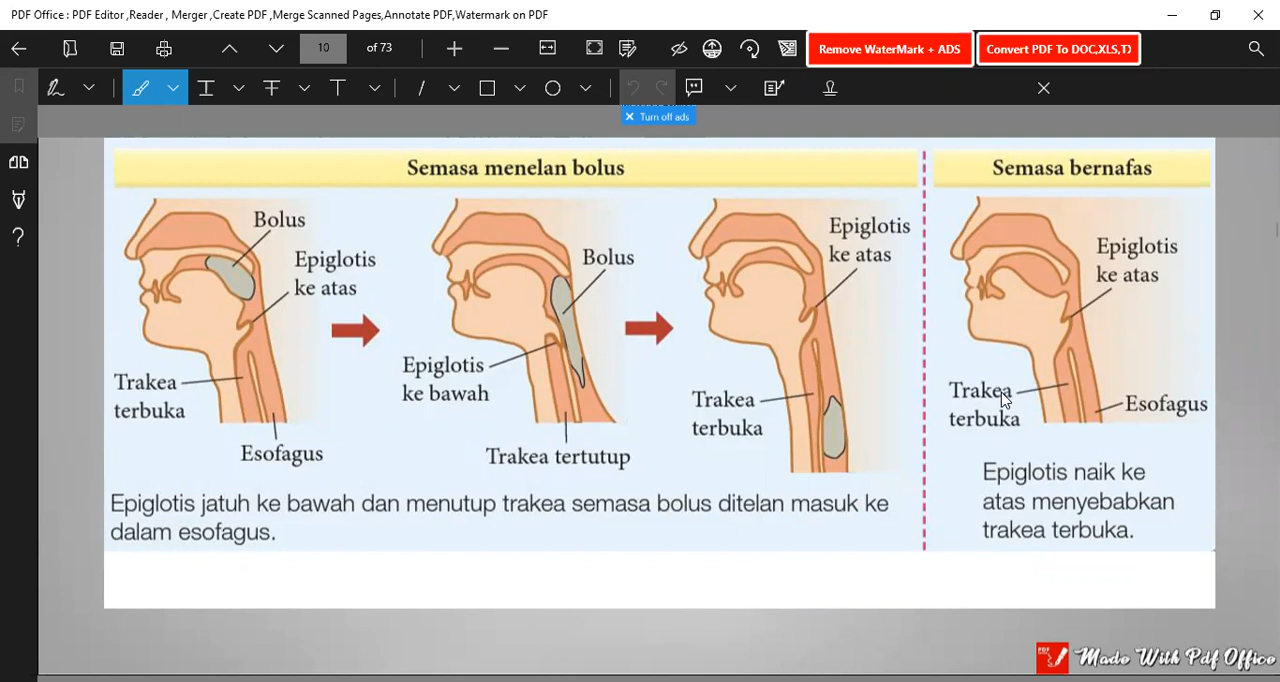 PDF Office : PDF Editor ,Reader , Merger ,Create PDF ,Merge Scanned Pages,Annotate PDF,Watermark on PDF
10 of 73
Remove WaterMark + ADS
Convert PDF To DOC,XLS,TX
Turn off ads
Semasa menelan bolus
Semasa bernafas
Bolus
Epiglotis
ke atas
Trakea
terbuka
Esofagus
Bolus
Epiglotis
ke bawah
Trakea tertutup
Epiglotis
ke atas
Trakea
terbuka
Epiglotis
ke atas
Trakea
terbuka
Esofagus
Epiglotis jatuh ke bawah dan menutup trakea semasa bolus ditelan masuk ke
dalam esofagus.
Epiglotis naik ke
atas menyebabkan
trakea terbuka.
Made With Pdf Office